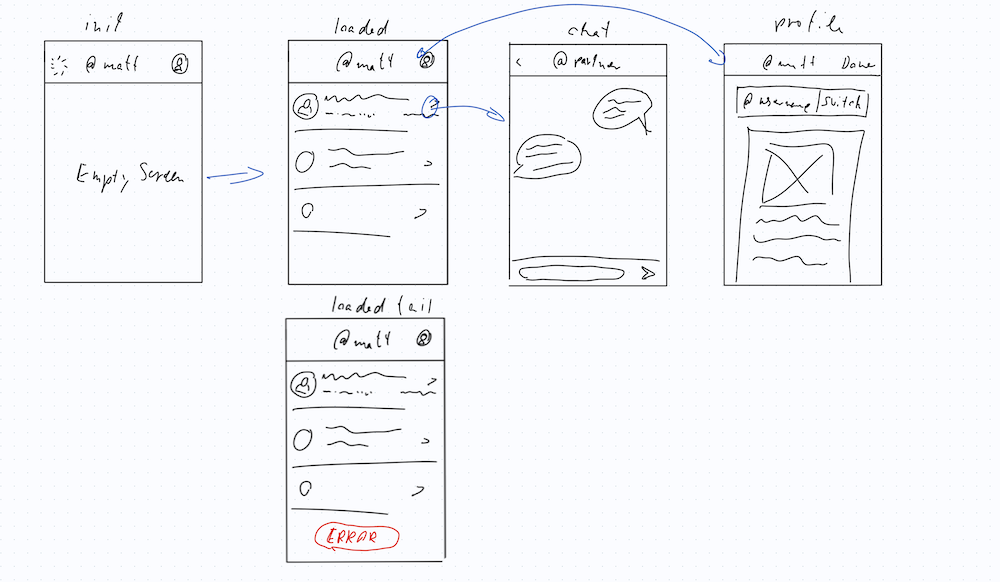 init
@matt
Empty Screen
loaded
@matt
chat
< @partner
profile
@matt Done
@username switch
loaded fail
@matt
ERROR